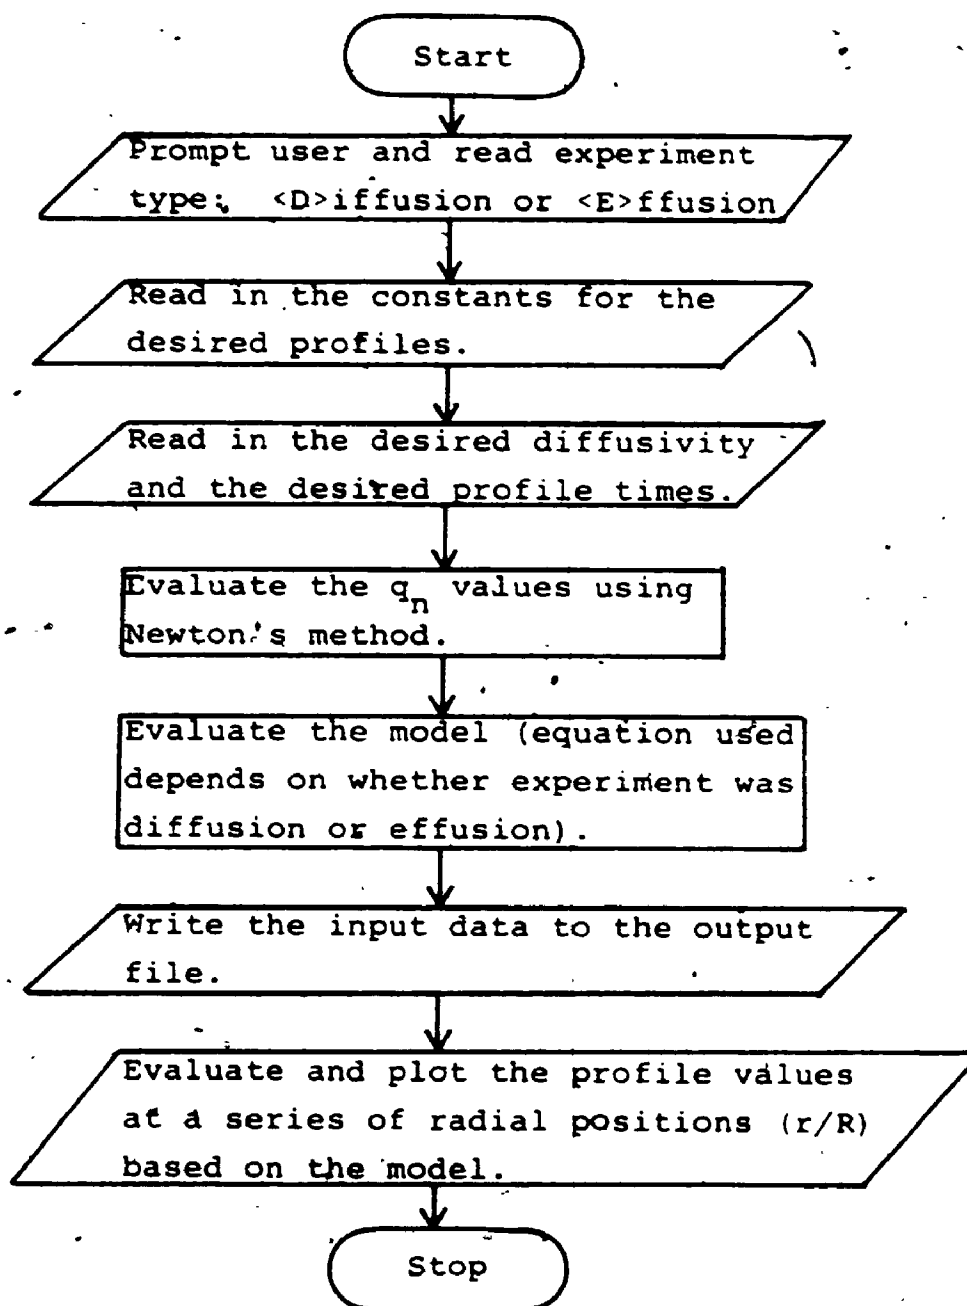 Start
Prompt user and read experiment
type: <D>iffusion or <E>ffusion
Read in the constants for the
desired profiles.
Read in the desired diffusivity
and the desired profile times.
Evaluate the qn values using
Newton's method.
Evaluate the model (equation used
depends on whether experiment was
diffusion or effusion).
Write the input data to the output
file.
Evaluate and plot the profile values
at a series of radial positions (r/R)
based on the model.
Stop